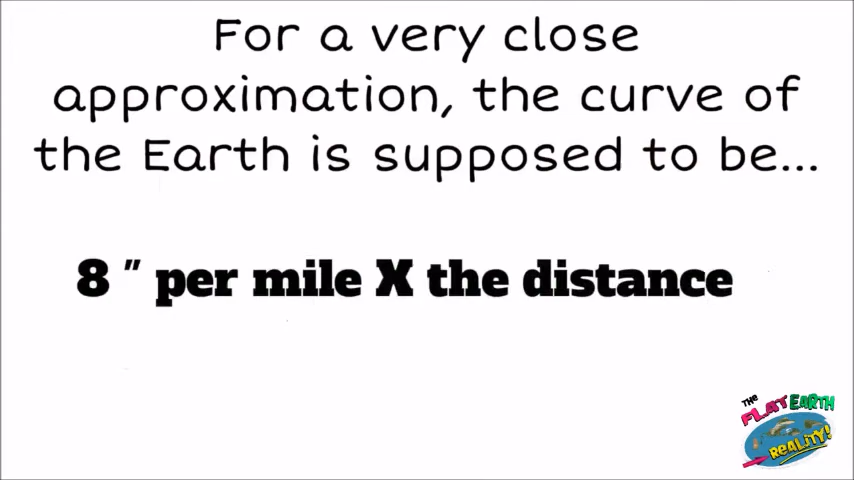 For a very close
approximation, the curve of
the Earth is supposed to be...
8 " per mile X the distance
THE
FLAT EARTH
REALITY!